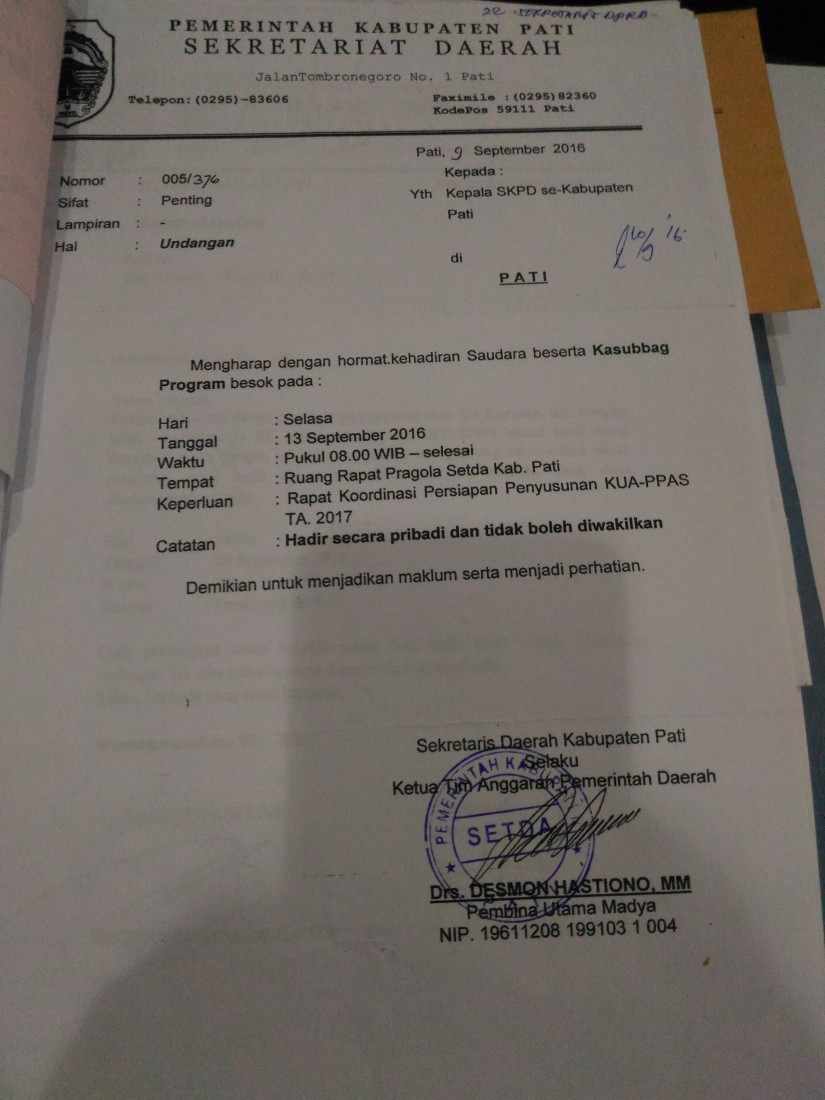 22 SEKRETARIS DPRD
PEMERINTAH KABUPATEN PATI
SEKRETARIAT DAERAH
JalanTombronegoro No. 1 Pati
Telepon: (0295)-83606
Faximile : (0295) 82360
KodePos 59111 Pati
Pati, 9 September 2016
Kepada :
Yth Kepala SKPD se-Kabupaten
Pati
di
PATI
Nomor : 005/376
Sifat : Penting
Lampiran : -
Hal : Undangan
Mengharap dengan hormat.kehadiran Saudara beserta Kasubbag
Program besok pada :
Hari : Selasa
Tanggal : 13 September 2016
Waktu : Pukul 08.00 WIB – selesai
Tempat : Ruang Rapat Pragola Setda Kab. Pati
Keperluan : Rapat Koordinasi Persiapan Penyusunan KUA-PPAS
TA. 2017
Catatan : Hadir secara pribadi dan tidak boleh diwakilkan
Demikian untuk menjadikan maklum serta menjadi perhatian.
Sekretaris Daerah Kabupaten Pati
Selaku
Ketua Tim Anggaran Pemerintah Daerah
PEMERINTAH KABUPATEN
SETDA
PATI
Drs. DESMON HASTIONO, MM
Pembina Utama Madya
NIP. 19611208 199103 1 004